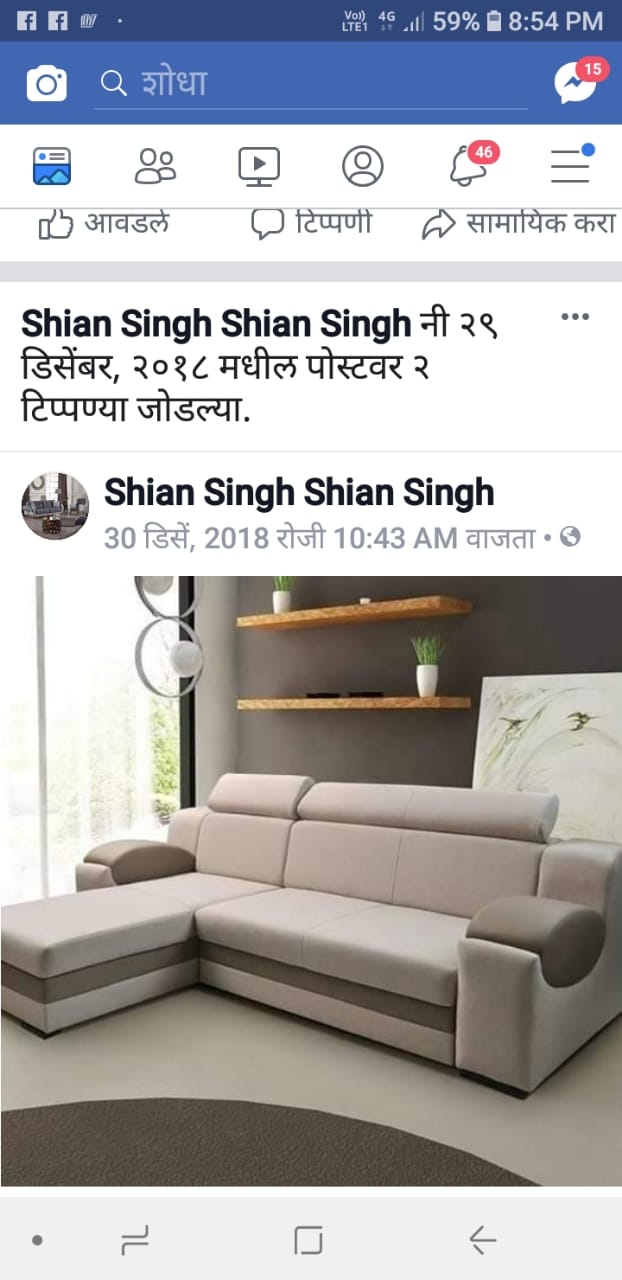 Vo)) LTE1 4G 59% 8:54 PM
शोधा
15
46
आवडले टिप्पणी सामायिक करा
Shian Singh Shian Singh नी २९
डिसेंबर, २०१८ मधील पोस्टवर २
टिप्पण्या जोडल्या.
Shian Singh Shian Singh
30 डिसें, 2018 रोजी 10:43 AM वाजता •